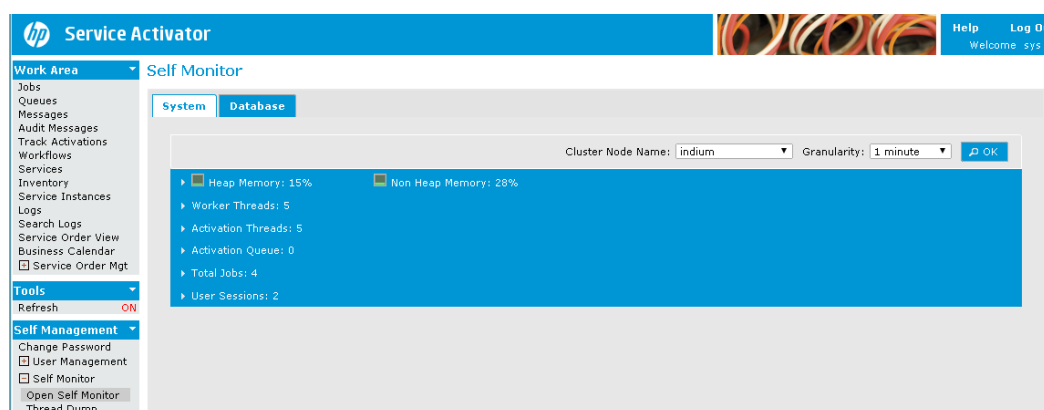 hp Service Activator
Help Log O
Welcome sys
Work Area
Jobs
Queues
Messages
Audit Messages
Track Activations
Workflows
Services
Inventory
Service Instances
Logs
Search Logs
Service Order View
Business Calendar
Service Order Mgt
Tools
Refresh ON
Self Management
Change Password
User Management
Self Monitor
Open Self Monitor
Thread Dump
Self Monitor
System Database
Cluster Node Name: indium Granularity: 1 minute OK
Heap Memory: 15% Non Heap Memory: 28%
Worker Threads: 5
Activation Threads: 5
Activation Queue: 0
Total Jobs: 4
User Sessions: 2